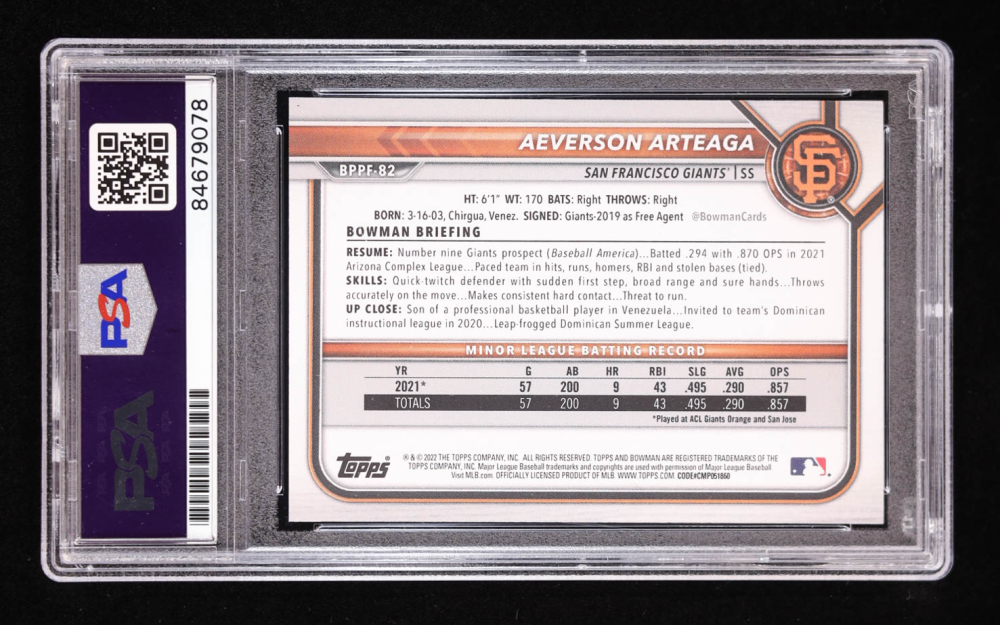 84679078
PSA
PSA
AEVERSON ARTEAGA
BPPF-82
SAN FRANCISCO GIANTS® | SS
SF
HT: 6'1" WT: 170 BATS: Right THROWS: Right
BORN: 3-16-03, Chirgua, Venez. SIGNED: Giants-2019 as Free Agent @BowmanCards
BOWMAN BRIEFING
RESUME: Number nine Giants prospect (Baseball America)...Batted .294 with .870 OPS in 2021
Arizona Complex League...Paced team in hits, runs, homers, RBI and stolen bases (tied).
SKILLS: Quick-twitch defender with sudden first step, broad range and sure hands...Throws
accurately on the move...Makes consistent hard contact...Threat to run.
UP CLOSE: Son of a professional basketball player in Venezuela...Invited to team's Dominican
instructional league in 2020...Leap-frogged Dominican Summer League.
MINOR LEAGUE BATTING RECORD
YR G AB HR RBI SLG AVG OPS
2021* 57 200 9 43 .495 .290 .857
TOTALS 57 200 9 43 .495 .290 .857
*Played at ACL Giants Orange and San Jose
Topps®
® & © 2022 THE TOPPS COMPANY, INC. ALL RIGHTS RESERVED. TOPPS AND BOWMAN ARE REGISTERED TRADEMARKS OF THE
TOPPS COMPANY, INC. Major League Baseball trademarks and copyrights are used with permission of Major League Baseball
Visit MLB.com. OFFICIALLY LICENSED PRODUCT OF MLB. WWW.TOPPS.COM. CODE#CMP051860